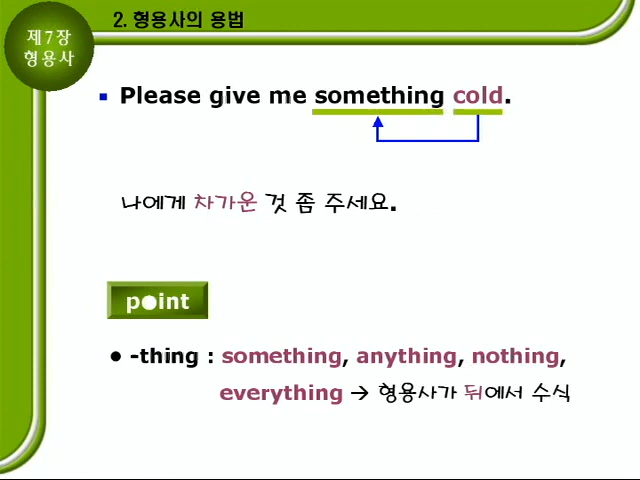 제7장
형용사
2. 형용사의 용법
▪ Please give me something cold.
나에게 차가운 것 좀 주세요.
point
● -thing : something, anything, nothing,
everything → 형용사가 뒤에서 수식